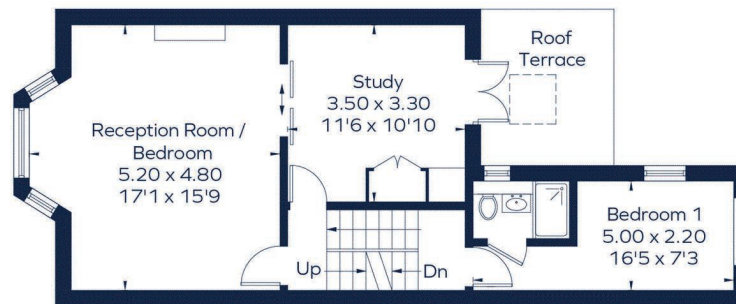 Reception Room /
Bedroom
5.20 x 4.80
17'1 x 15'9
Study
3.50 x 3.30
11'6 x 10'10
Roof
Terrace
Up
Dn
Bedroom 1
5.00 x 2.20
16'5 x 7'3